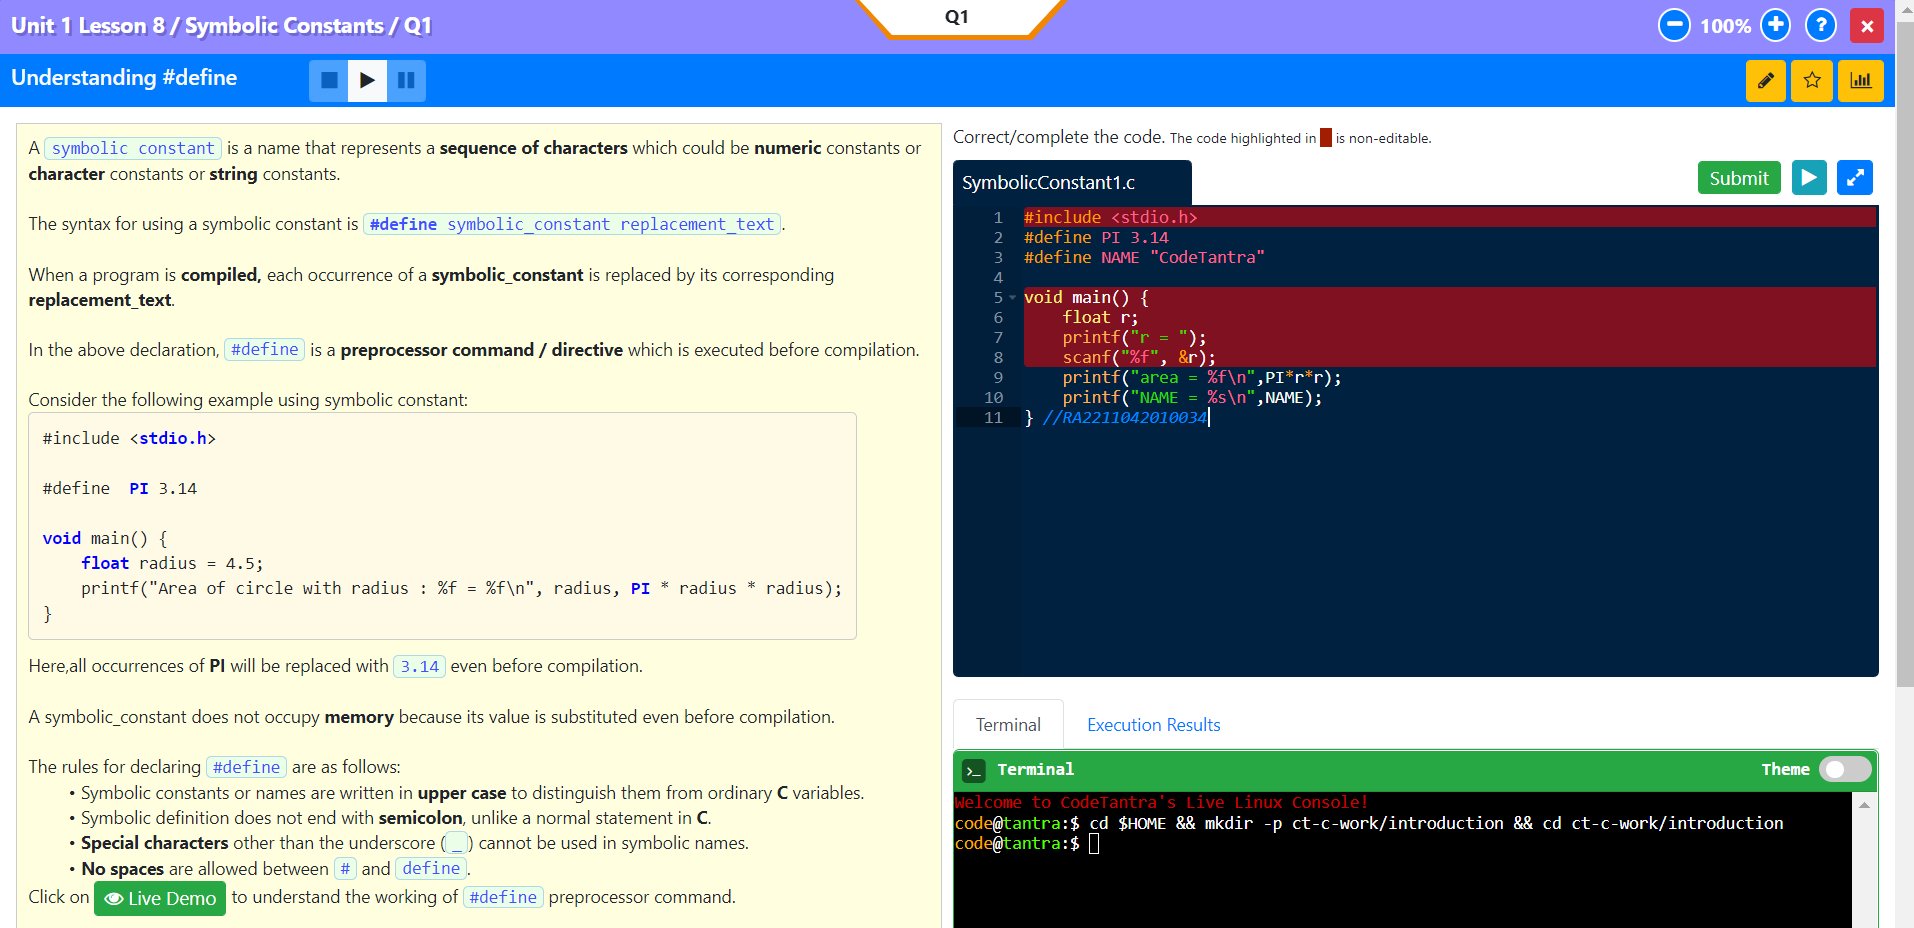 Unit 1 Lesson 8 / Symbolic Constants / Q1
Q1
100%
?
Understanding #define
A symbolic constant is a name that represents a sequence of characters which could be numeric constants or
character constants or string constants.
The syntax for using a symbolic constant is #define symbolic_constant replacement_text.
When a program is compiled, each occurrence of a symbolic_constant is replaced by its corresponding
replacement_text.
In the above declaration, #define is a preprocessor command / directive which is executed before compilation.
Consider the following example using symbolic constant:
#include <stdio.h>
#define  PI 3.14
void main() {
    float radius = 4.5;
    printf("Area of circle with radius : %f = %f\n", radius, PI * radius * radius);
}
Here,all occurrences of PI will be replaced with 3.14 even before compilation.
A symbolic_constant does not occupy memory because its value is substituted even before compilation.
The rules for declaring #define are as follows:
• Symbolic constants or names are written in upper case to distinguish them from ordinary C variables.
• Symbolic definition does not end with semicolon, unlike a normal statement in C.
• Special characters other than the underscore ( _ ) cannot be used in symbolic names.
• No spaces are allowed between # and define.
Click on Live Demo to understand the working of #define preprocessor command.
Correct/complete the code. The code highlighted in is non-editable.
SymbolicConstant1.c
Submit
1 #include <stdio.h>
2 #define PI 3.14
3 #define NAME "CodeTantra"
4
5 void main() {
6     float r;
7     printf("r = ");
8     scanf("%f", &r);
9     printf("area = %f\n",PI*r*r);
10     printf("NAME = %s\n",NAME);
11 } //RA2211042010034
Terminal
Execution Results
Terminal
Theme
Welcome to CodeTantra's Live Linux Console!
code@tantra:$ cd $HOME && mkdir -p ct-c-work/introduction && cd ct-c-work/introduction
code@tantra:$